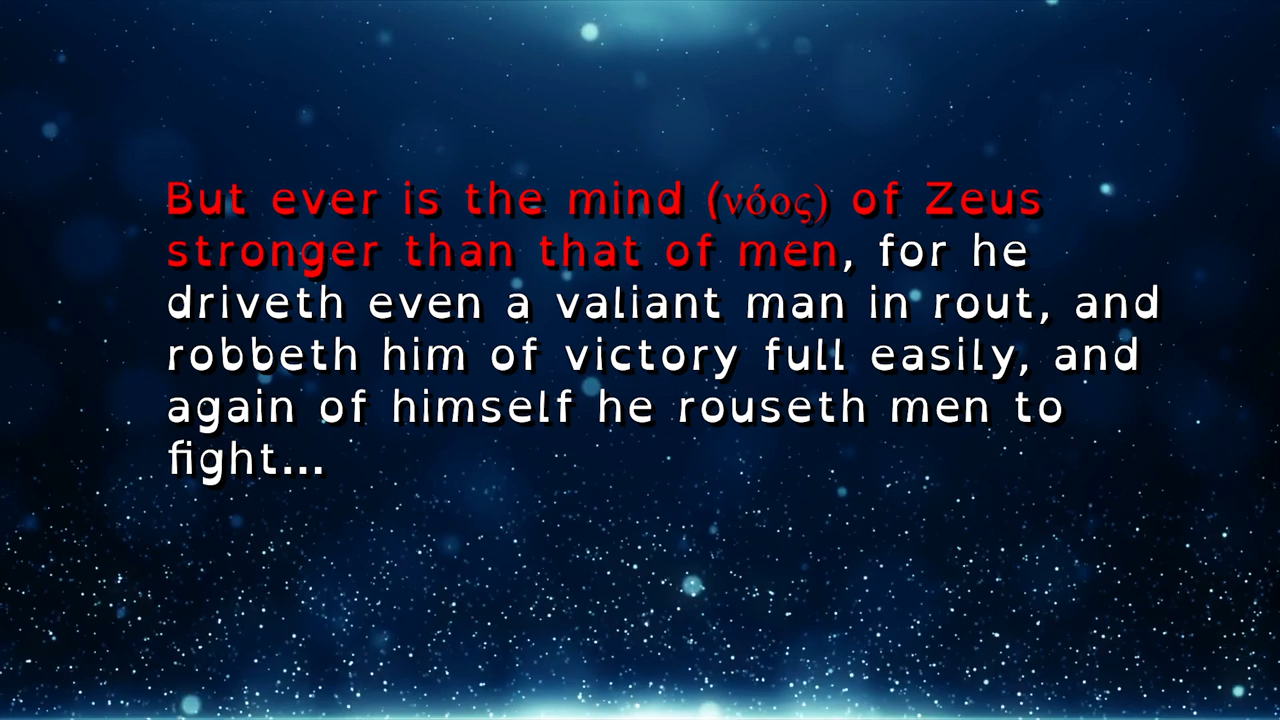 But ever is the mind (νόος) of Zeus
stronger than that of men, for he
driveth even a valiant man in rout, and
robbeth him of victory full easily, and
again of himself he rouseth men to
fight...